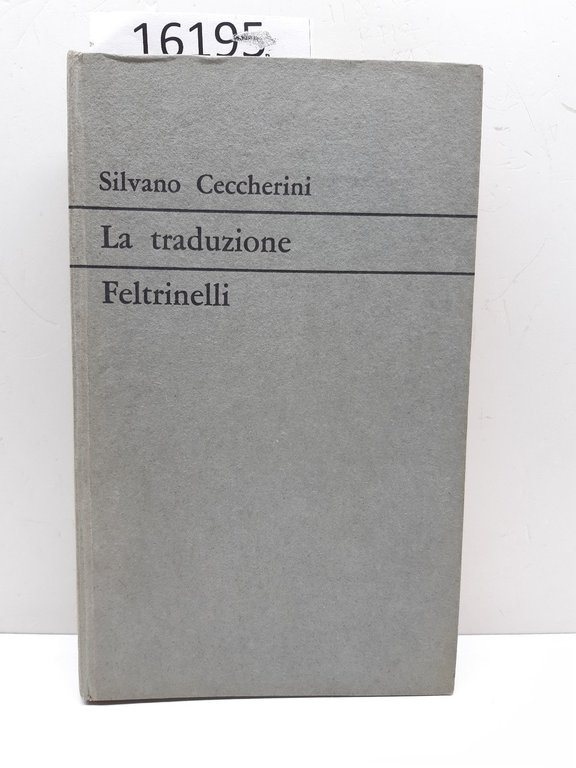 16195
Silvano Ceccherini
La traduzione
Feltrinelli